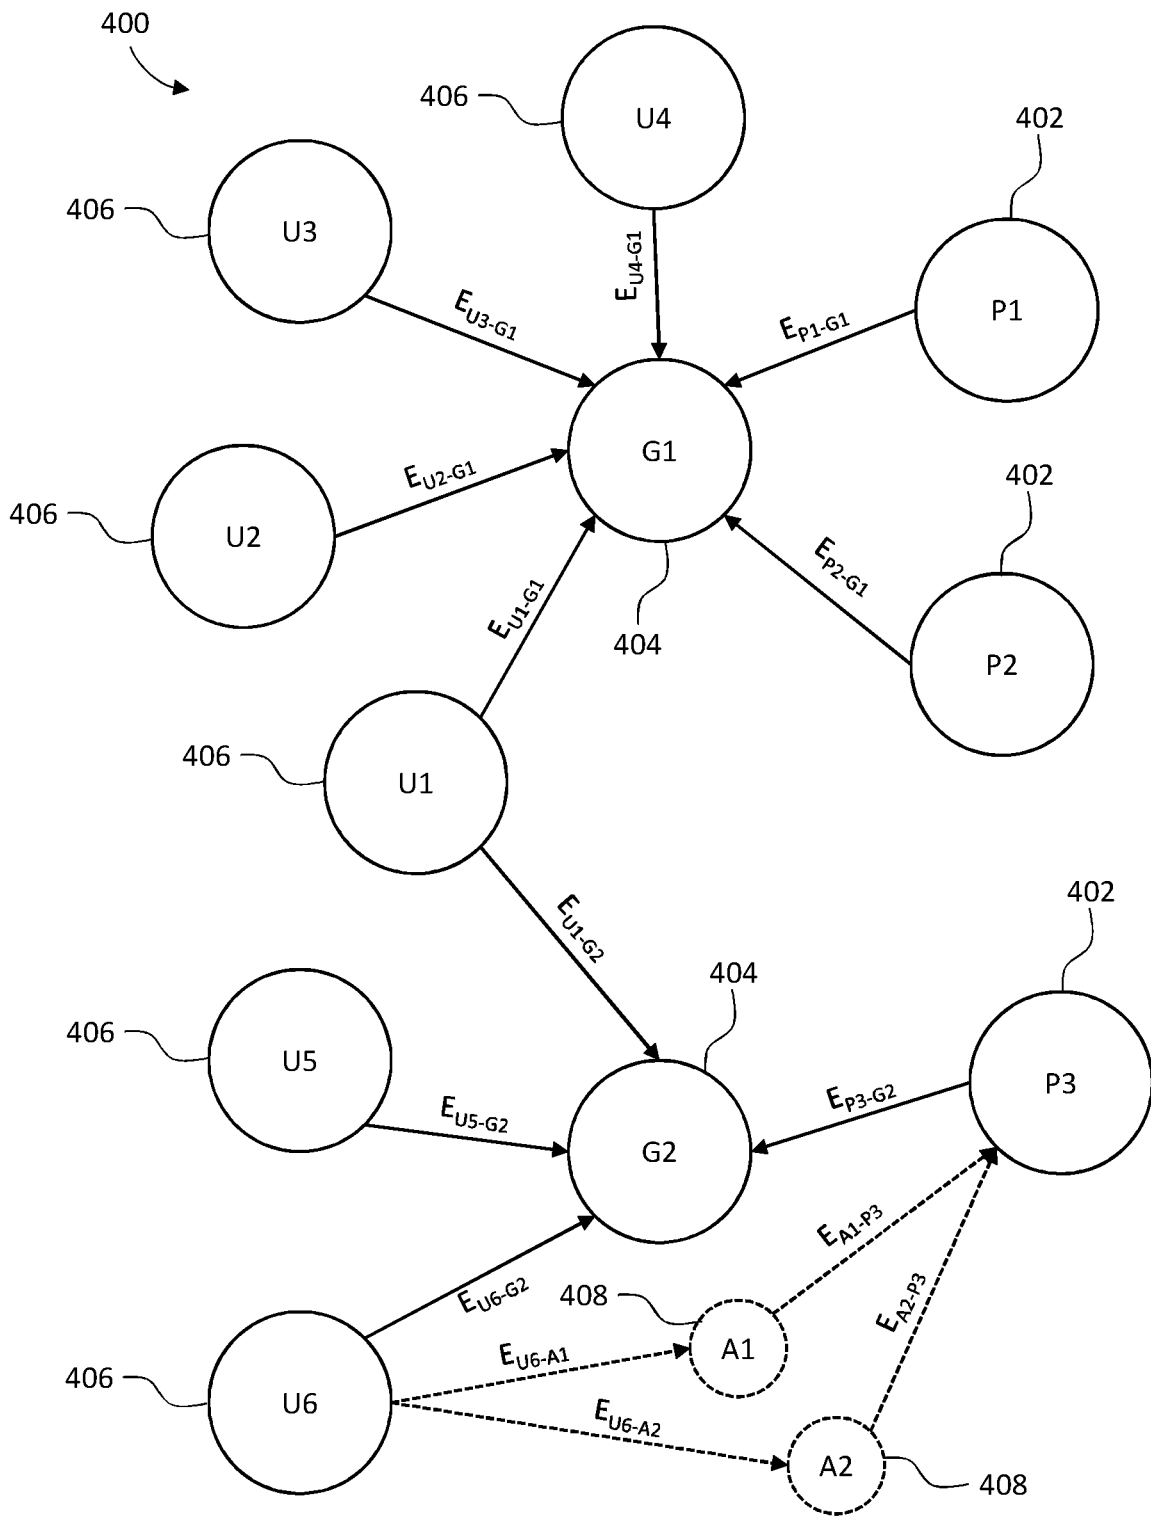 400
U4
406
402
U3
406
E_U4-G1
P1
E_U3-G1
E_P1-G1
G1
402
E_U2-G1
406
U2
E_P2-G1
E_U1-G1
404
P2
406
U1
402
E_U1-G2
404
406
U5
P3
E_P3-G2
E_U5-G2
G2
E_A1-P3
E_U6-G2
408
E_A2-P3
A1
E_U6-A1
406
U6
E_U6-A2
A2
408